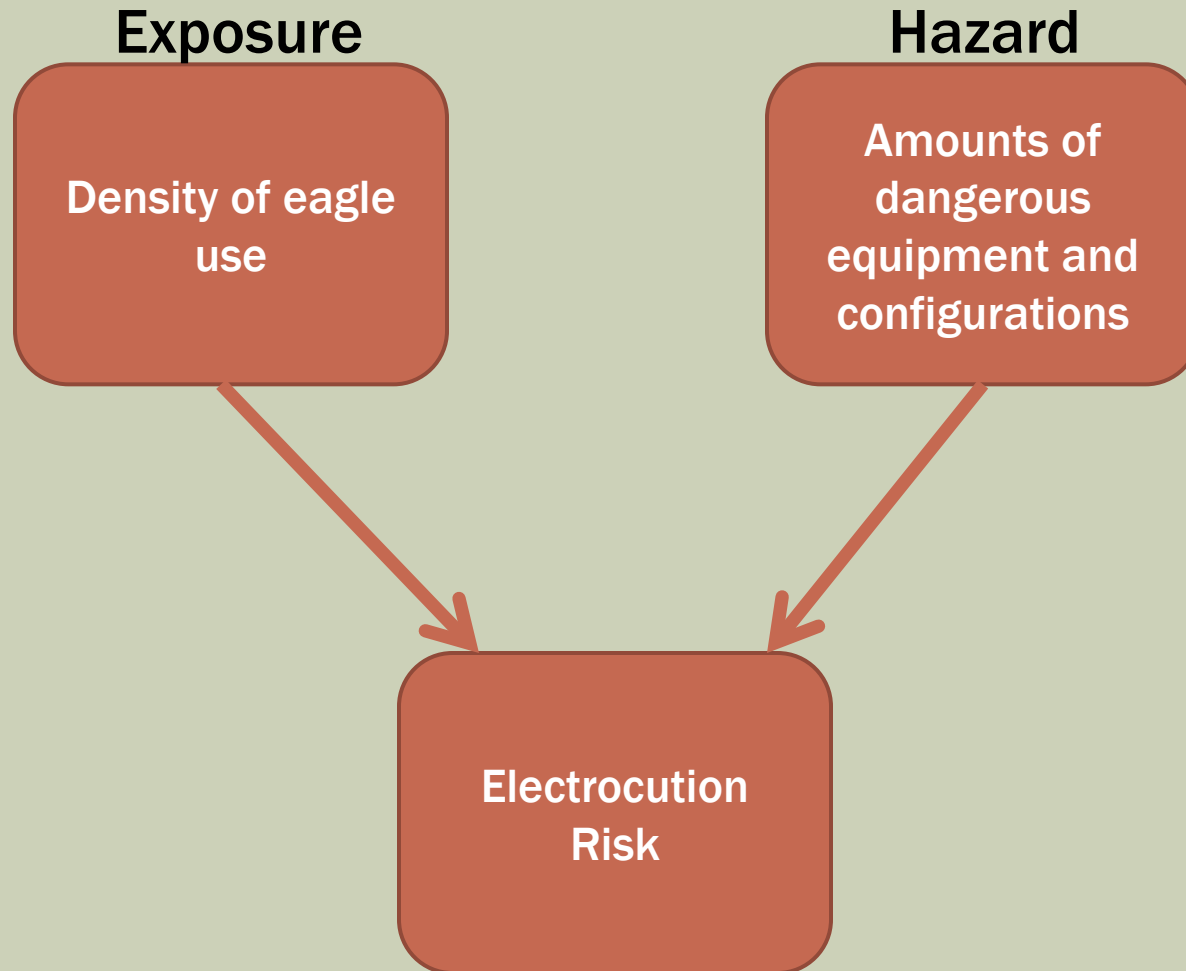 Exposure
Density of eagle
use
Hazard
Amounts of
dangerous
equipment and
configurations
Electrocution
Risk